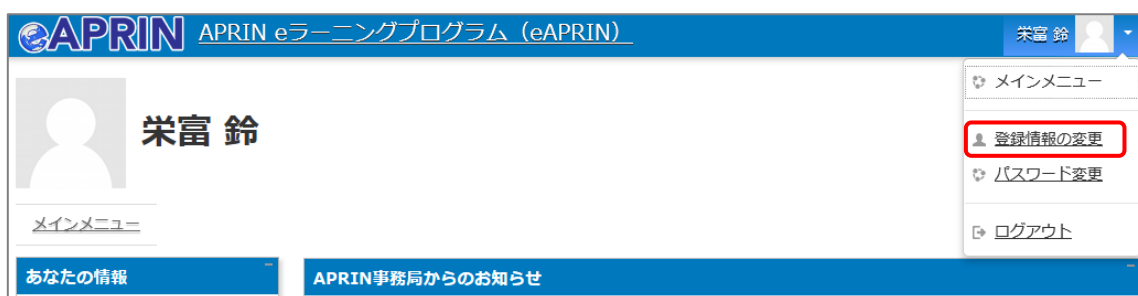 APRIN APRIN eラーニングプログラム（eAPRIN） 栄富 鈴
メインメニュー
栄富 鈴
登録情報の変更
パスワード変更
メインメニュー
ログアウト
あなたの情報
APRIN事務局からのお知らせ